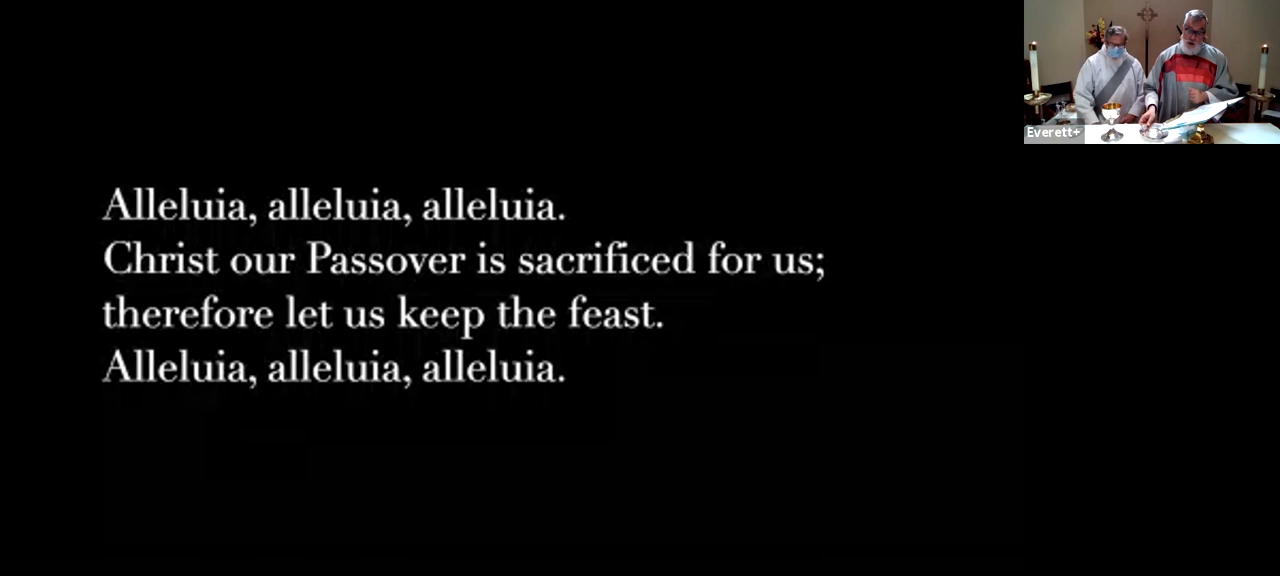 Alleluia, alleluia, alleluia.
Christ our Passover is sacrificed for us;
therefore let us keep the feast.
Alleluia, alleluia, alleluia.
Everett+